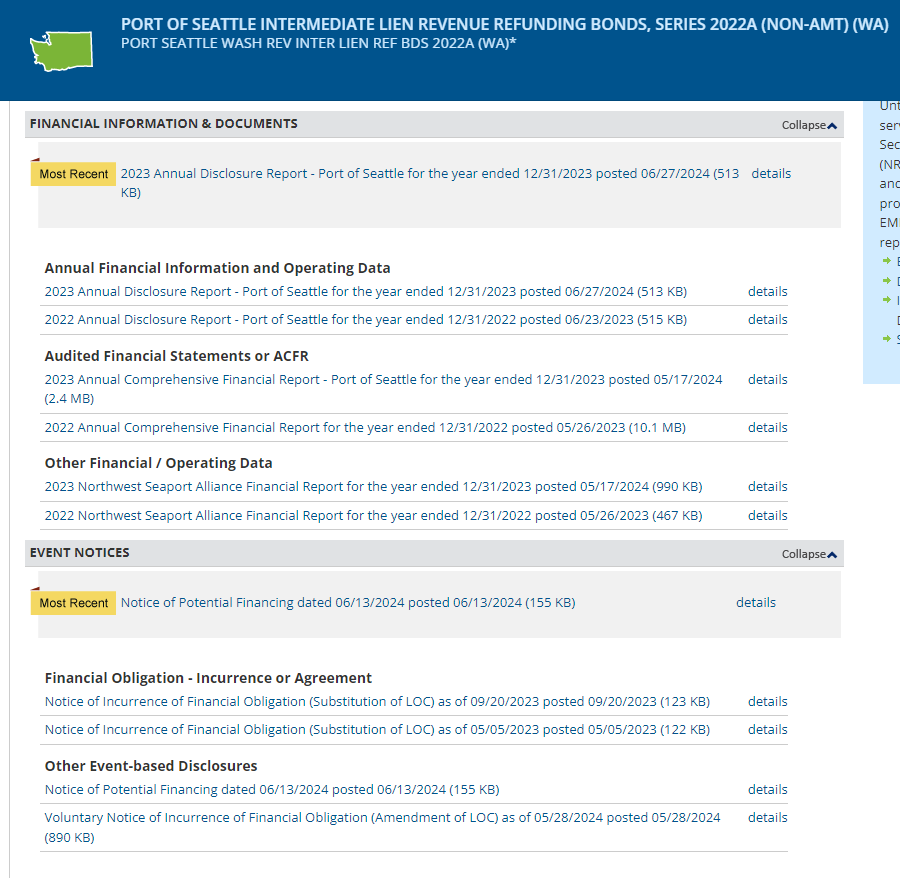 PORT OF SEATTLE INTERMEDIATE LIEN REVENUE REFUNDING BONDS, SERIES 2022A (NON-AMT) (WA)
PORT SEATTLE WASH REV INTER LIEN REF BDS 2022A (WA)*
FINANCIAL INFORMATION & DOCUMENTS Collapse
Most Recent 2023 Annual Disclosure Report - Port of Seattle for the year ended 12/31/2023 posted 06/27/2024 (513 details
KB)
Annual Financial Information and Operating Data
2023 Annual Disclosure Report - Port of Seattle for the year ended 12/31/2023 posted 06/27/2024 (513 KB) details
2022 Annual Disclosure Report - Port of Seattle for the year ended 12/31/2022 posted 06/23/2023 (515 KB) details
Audited Financial Statements or ACFR
2023 Annual Comprehensive Financial Report - Port of Seattle for the year ended 12/31/2023 posted 05/17/2024 details
(2.4 MB)
2022 Annual Comprehensive Financial Report for the year ended 12/31/2022 posted 05/26/2023 (10.1 MB) details
Other Financial / Operating Data
2023 Northwest Seaport Alliance Financial Report for the year ended 12/31/2023 posted 05/17/2024 (990 KB) details
2022 Northwest Seaport Alliance Financial Report for the year ended 12/31/2022 posted 05/26/2023 (467 KB) details
EVENT NOTICES Collapse
Most Recent Notice of Potential Financing dated 06/13/2024 posted 06/13/2024 (155 KB) details
Financial Obligation - Incurrence or Agreement
Notice of Incurrence of Financial Obligation (Substitution of LOC) as of 09/20/2023 posted 09/20/2023 (123 KB) details
Notice of Incurrence of Financial Obligation (Substitution of LOC) as of 05/05/2023 posted 05/05/2023 (122 KB) details
Other Event-based Disclosures
Notice of Potential Financing dated 06/13/2024 posted 06/13/2024 (155 KB) details
Voluntary Notice of Incurrence of Financial Obligation (Amendment of LOC) as of 05/28/2024 posted 05/28/2024 details
(890 KB)
(NR
and